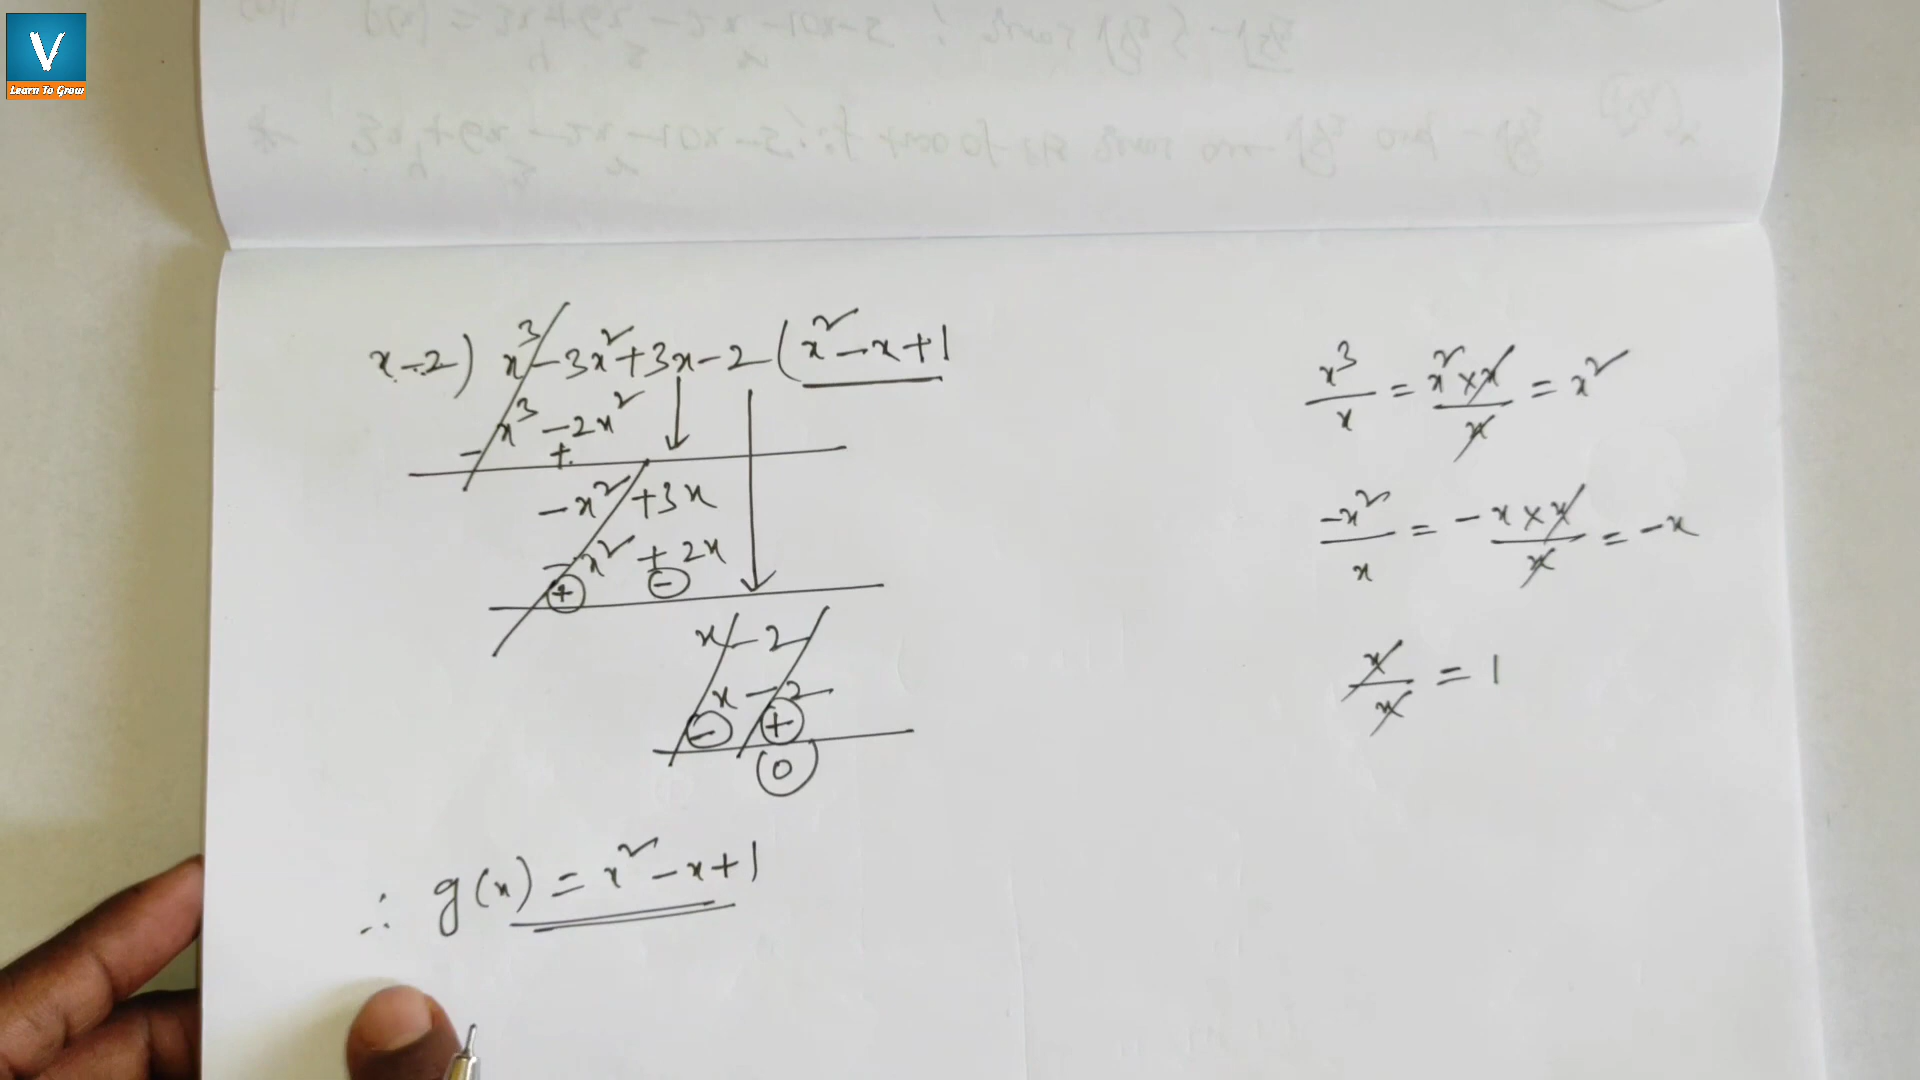 V
Learn To Grow
x-2) x³-3x²+3x-2 (x²-x+1
x³-2x²
- +
-x²+3x
-x²+2x
+ -
x-2
x-2
- +
0
∴ g(x) = x²-x+1
x³/x = x²×x/x = x²
-x²/x = -x×x/x = -x
x/x = 1